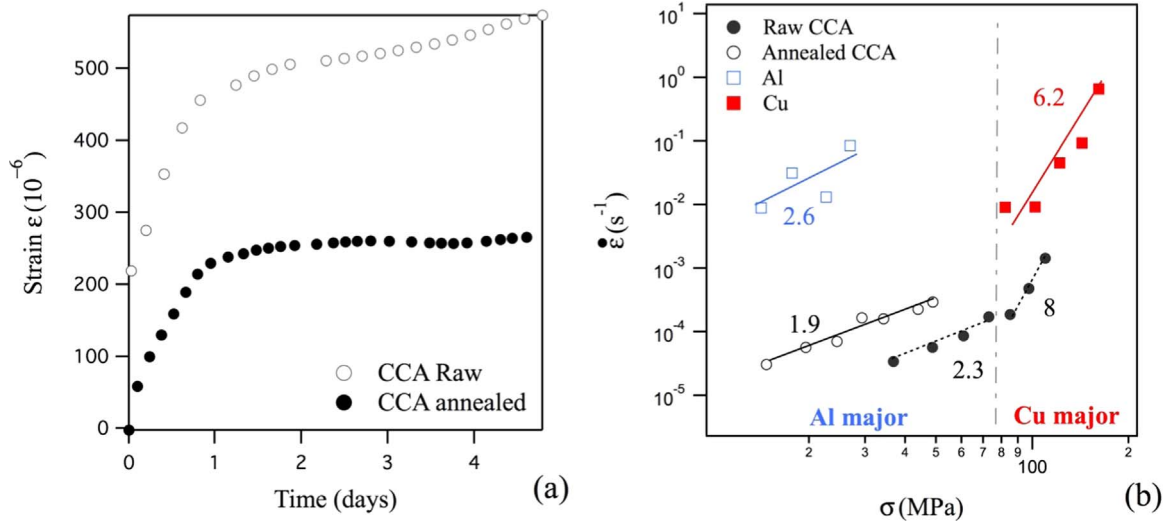 500
400
300
200
100
0
0
1
2
3
4
Strain ε (10⁻⁶)
Time (days)
CCA Raw
CCA annealed
(a)
10⁻¹
10⁰
10⁻¹
10⁻²
10⁻³
10⁻⁴
10⁻⁵
ε̇ (s⁻¹)
Raw CCA
Annealed CCA
Al
Cu
6.2
2.6
1.9
2.3
8
Al major
Cu major
2
3
4
5
6
7
8
9
100
2
σ (MPa)
(b)